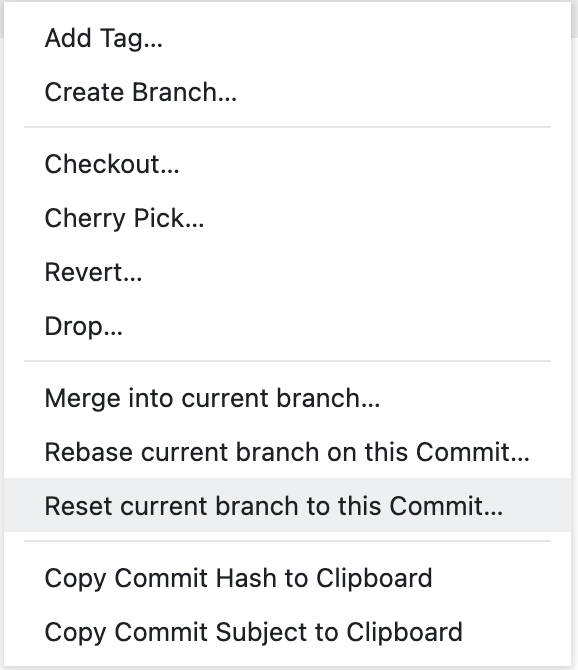 Add Tag...
Create Branch...
Checkout...
Cherry Pick...
Revert...
Drop...
Merge into current branch...
Rebase current branch on this Commit...
Reset current branch to this Commit...
Copy Commit Hash to Clipboard
Copy Commit Subject to Clipboard